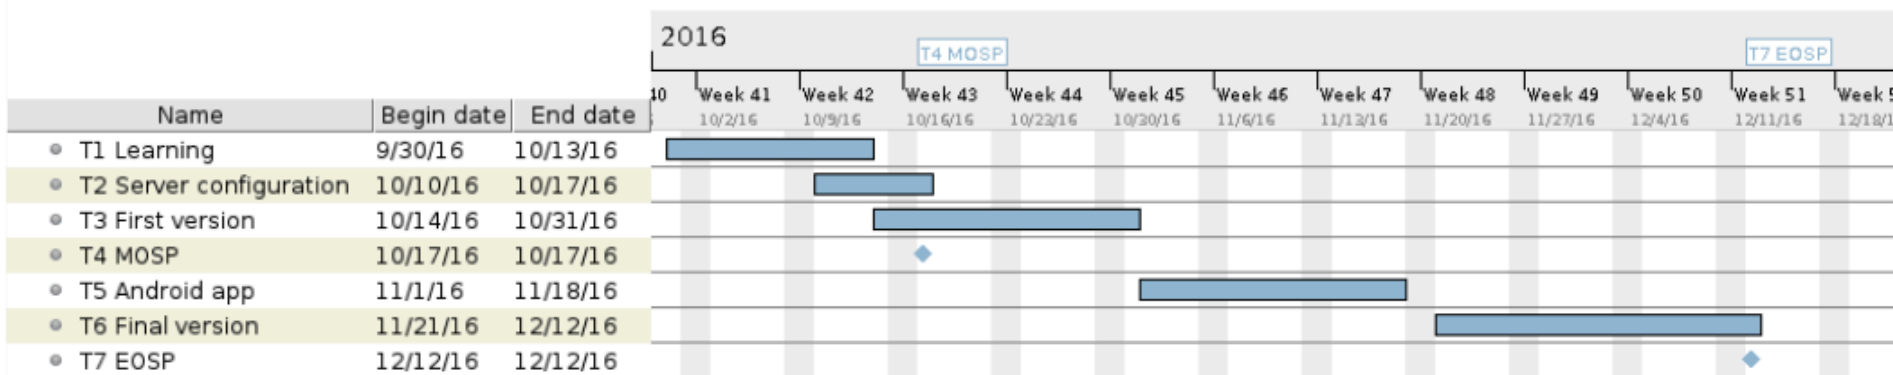 2016
T4 MOSP T7 EOSP
40 Week 41 Week 42 Week 43 Week 44 Week 45 Week 46 Week 47 Week 48 Week 49 Week 50 Week 51 Week 5
10/2/16 10/9/16 10/16/16 10/23/16 10/30/16 11/6/16 11/13/16 11/20/16 11/27/16 12/4/16 12/11/16 12/18/1
Name Begin date End date
T1 Learning 9/30/16 10/13/16
T2 Server configuration 10/10/16 10/17/16
T3 First version 10/14/16 10/31/16
T4 MOSP 10/17/16 10/17/16
T5 Android app 11/1/16 11/18/16
T6 Final version 11/21/16 12/12/16
T7 EOSP 12/12/16 12/12/16